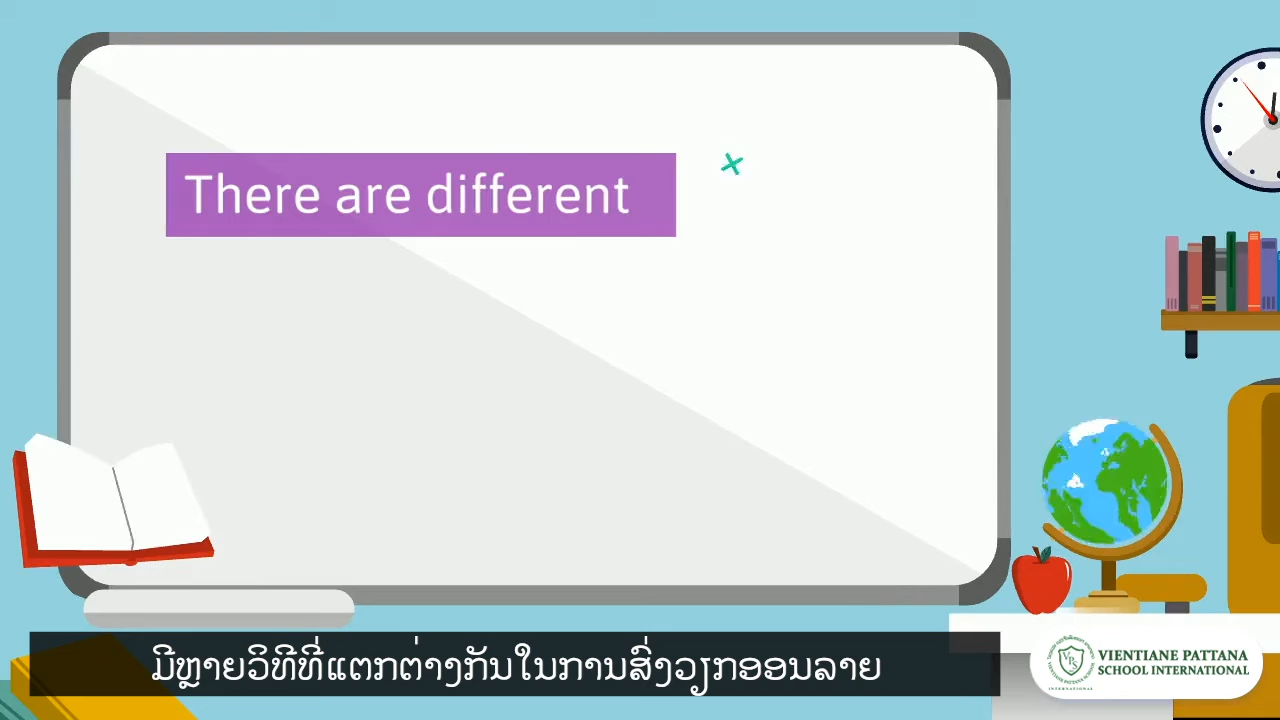 There are different
ມີຫຼາຍວິທີທີ່ແຕກຕ່າງກັນໃນການສົ່ງວຽກອອນລາຍ
VIENTIANE PATTANA
SCHOOL INTERNATIONAL
VPS
INTERNATIONAL